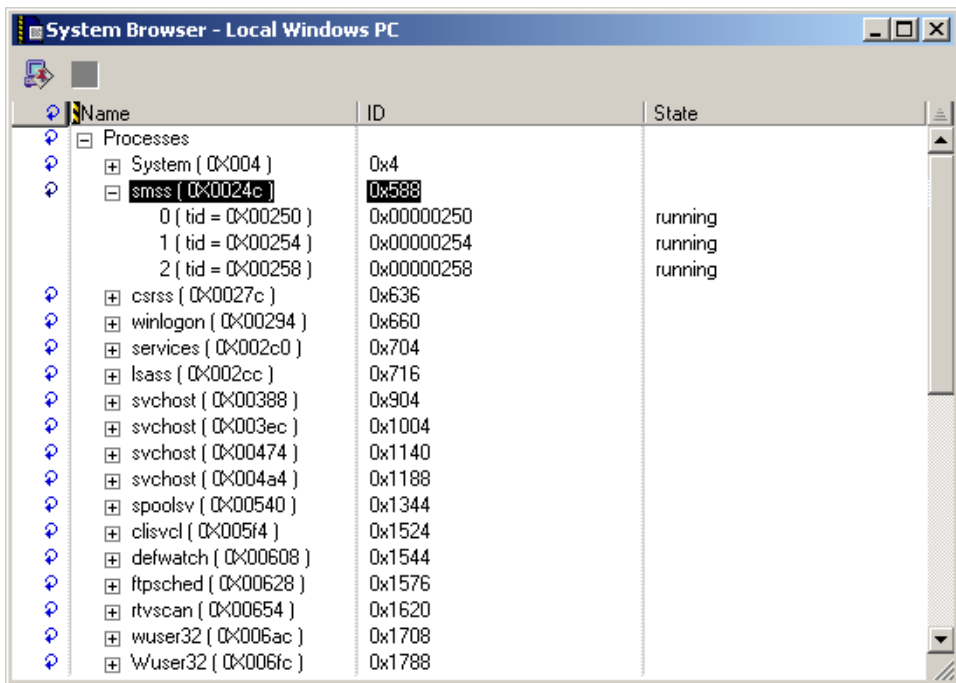 System Browser - Local Windows PC
Name ID State
Processes
System ( 0X004 ) 0x4
smss ( 0X0024c ) 0x588
0 ( tid = 0X00250 ) 0x00000250 running
1 ( tid = 0X00254 ) 0x00000254 running
2 ( tid = 0X00258 ) 0x00000258 running
csrss ( 0X0027c ) 0x636
winlogon ( 0X00294 ) 0x660
services ( 0X002c0 ) 0x704
lsass ( 0X002cc ) 0x716
svchost ( 0X00388 ) 0x904
svchost ( 0X003ec ) 0x1004
svchost ( 0X00474 ) 0x1140
svchost ( 0X004a4 ) 0x1188
spoolsv ( 0X00540 ) 0x1344
clisvcl ( 0X005f4 ) 0x1524
defwatch ( 0X00608 ) 0x1544
ftpsched ( 0X00628 ) 0x1576
rtvscan ( 0X00654 ) 0x1620
wuser32 ( 0X006ac ) 0x1708
Wuser32 ( 0X006fc ) 0x1788